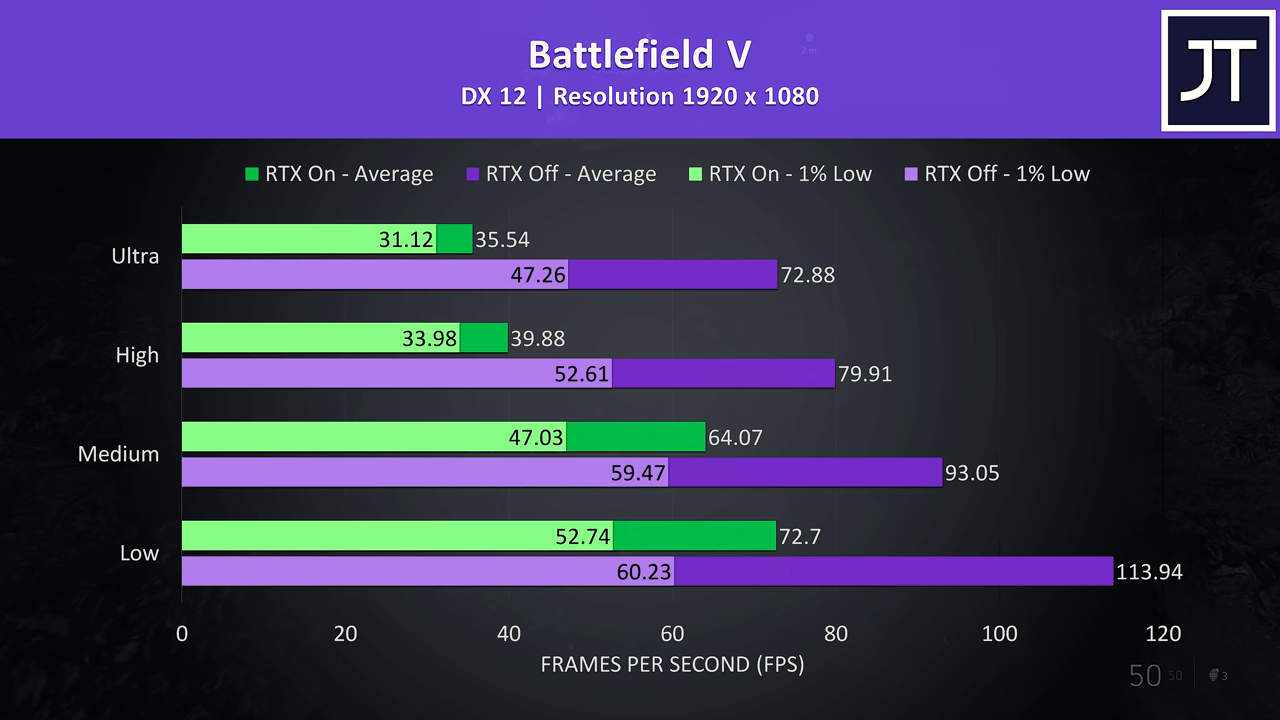 Battlefield V
DX 12 | Resolution 1920 x 1080
JT
RTX On - Average RTX Off - Average RTX On - 1% Low RTX Off - 1% Low
Ultra
31.12 35.54
47.26 72.88
High
33.98 39.88
52.61 79.91
Medium
47.03 64.07
59.47 93.05
Low
52.74 72.7
60.23 113.94
0 20 40 60 80 100 120
FRAMES PER SECOND (FPS)
50 50 3
2 m